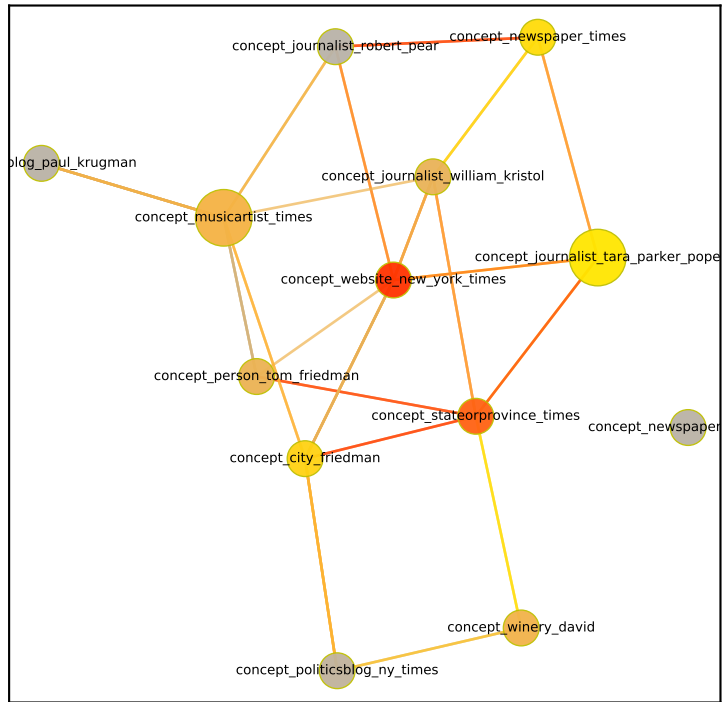 concept_journalist_robert_pear
concept_newspaper_times
blog_paul_krugman
concept_journalist_william_kristol
concept_musicartist_times
concept_journalist_tara_parker_pope
concept_website_new_york_times
concept_person_tom_friedman
concept_stateorprovince_times
concept_newspaper
concept_city_friedman
concept_winery_david
concept_politicsblog_ny_times